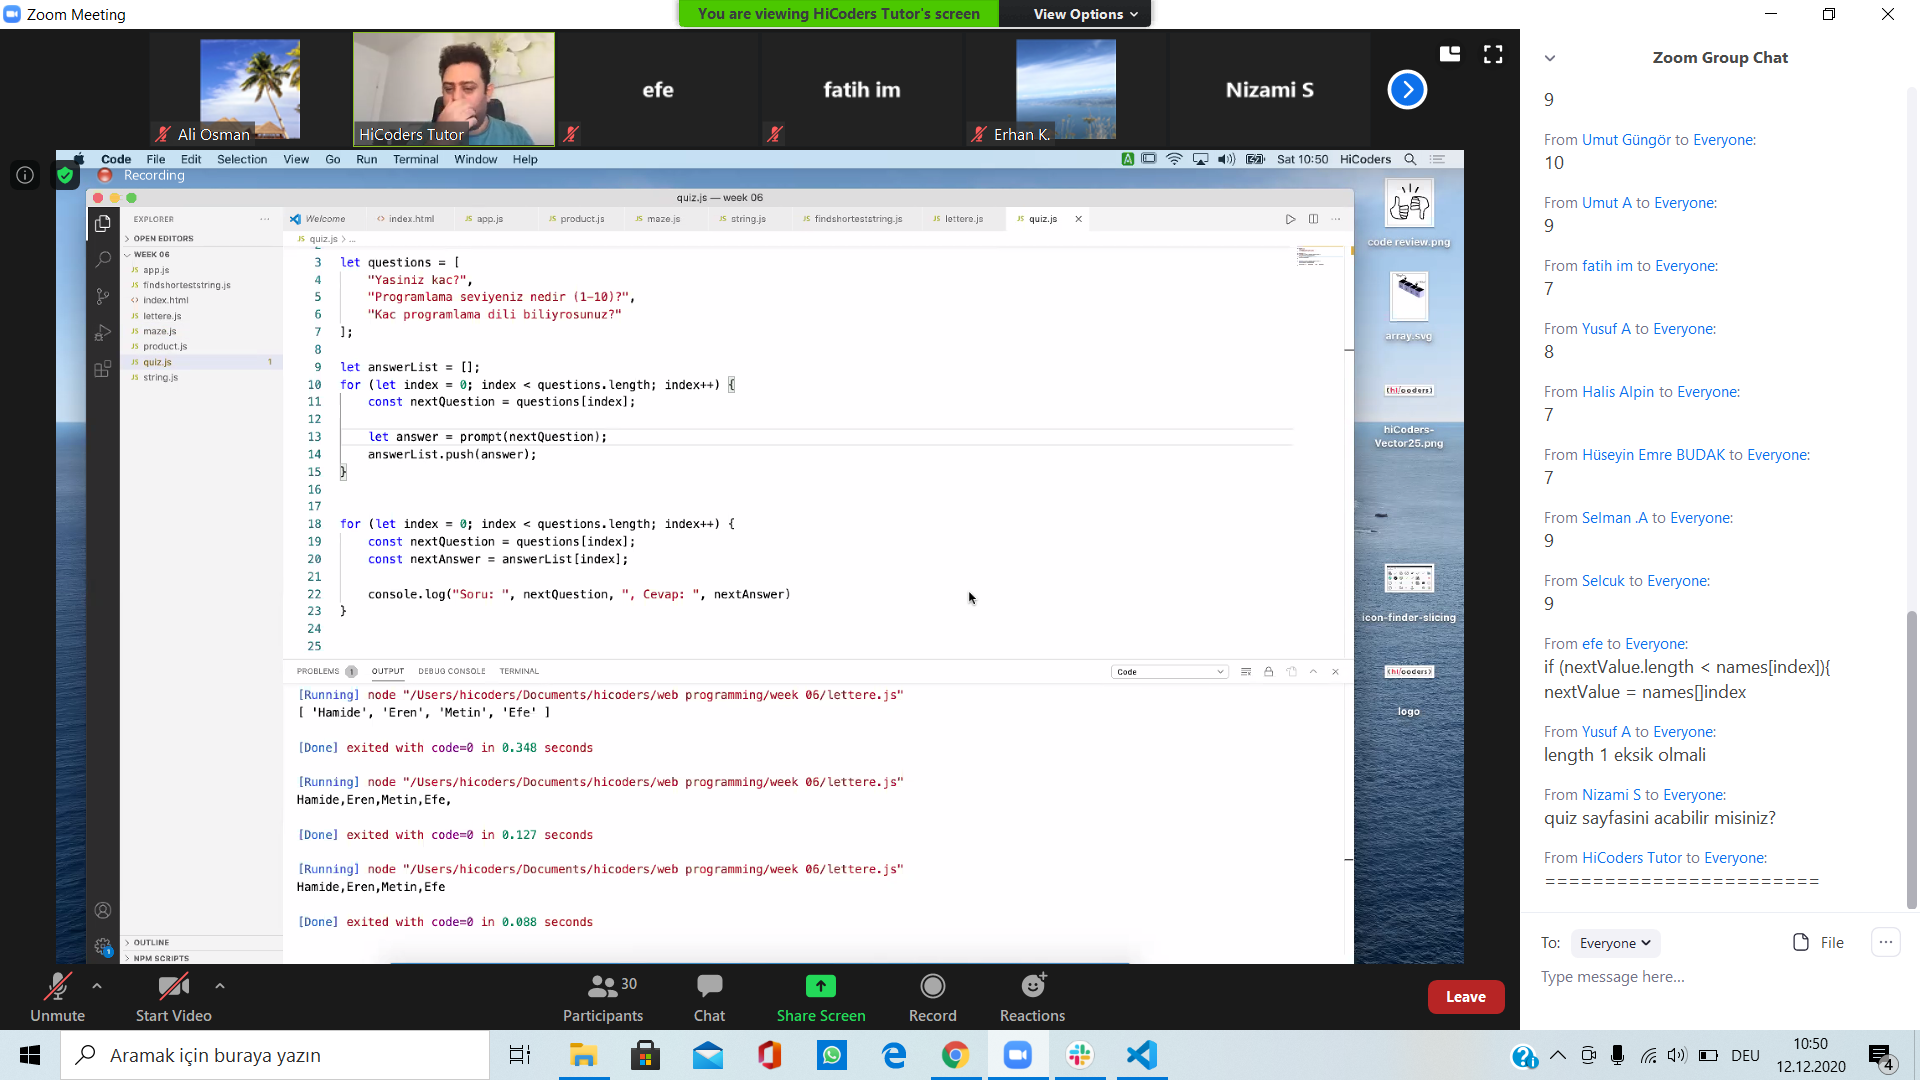 Zoom Meeting
You are viewing HiCoders Tutor's screen
View Options
Ali Osman
HiCoders Tutor
efe
fatih im
Erhan K.
Nizami S
Code File Edit Selection View Go Run Terminal Window Help
Sat 10:50 HiCoders
Recording
quiz.js — week 06
EXPLORER
Welcome
index.html
app.js
product.js
maze.js
string.js
findshorteststring.js
lettere.js
quiz.js
OPEN EDITORS
WEEK 06
app.js
findshorteststring.js
index.html
lettere.js
maze.js
product.js
quiz.js 1
string.js
OUTLINE
NPM SCRIPTS
quiz.js > ...
2
3 let questions = [
4 "Yasiniz kac?",
5 "Programlama seviyeniz nedir (1-10)?",
6 "Kac programlama dili biliyrosunuz?"
7 ];
8
9 let answerList = [];
10 for (let index = 0; index < questions.length; index++) {
11 const nextQuestion = questions[index];
12
13 let answer = prompt(nextQuestion);
14 answerList.push(answer);
15 }
16
17
18 for (let index = 0; index < questions.length; index++) {
19 const nextQuestion = questions[index];
20 const nextAnswer = answerList[index];
21
22 console.log("Soru: ", nextQuestion, ", Cevap: ", nextAnswer)
23 }
24
25
PROBLEMS 1 OUTPUT DEBUG CONSOLE TERMINAL
Code
[Running] node "/Users/hicoders/Documents/hicoders/web programming/week 06/lettere.js"
[ 'Hamide', 'Eren', 'Metin', 'Efe' ]
[Done] exited with code=0 in 0.348 seconds
[Running] node "/Users/hicoders/Documents/hicoders/web programming/week 06/lettere.js"
Hamide,Eren,Metin,Efe,
[Done] exited with code=0 in 0.127 seconds
[Running] node "/Users/hicoders/Documents/hicoders/web programming/week 06/lettere.js"
Hamide,Eren,Metin,Efe
[Done] exited with code=0 in 0.088 seconds
code review.png
array.svg
{hi/coders}
hiCoders-
Vector25.png
icon-finder-slicing
<hi/coders>
logo
Zoom Group Chat
9
From Umut Güngör to Everyone:
10
From Umut A to Everyone:
9
From fatih im to Everyone:
7
From Yusuf A to Everyone:
8
From Halis Alpin to Everyone:
7
From Hüseyin Emre BUDAK to Everyone:
7
From Selman .A to Everyone:
9
From Selcuk to Everyone:
9
From efe to Everyone:
if (nextValue.length < names[index]){
nextValue = names[]index
From Yusuf A to Everyone:
length 1 eksik olmali
From Nizami S to Everyone:
quiz sayfasini acabilir misiniz?
From HiCoders Tutor to Everyone:
=======================
To: Everyone
File
Type message here...
Unmute
Start Video
30
Participants
Chat
Share Screen
Record
Reactions
Leave
Aramak için buraya yazın
DEU
10:50
12.12.2020
4